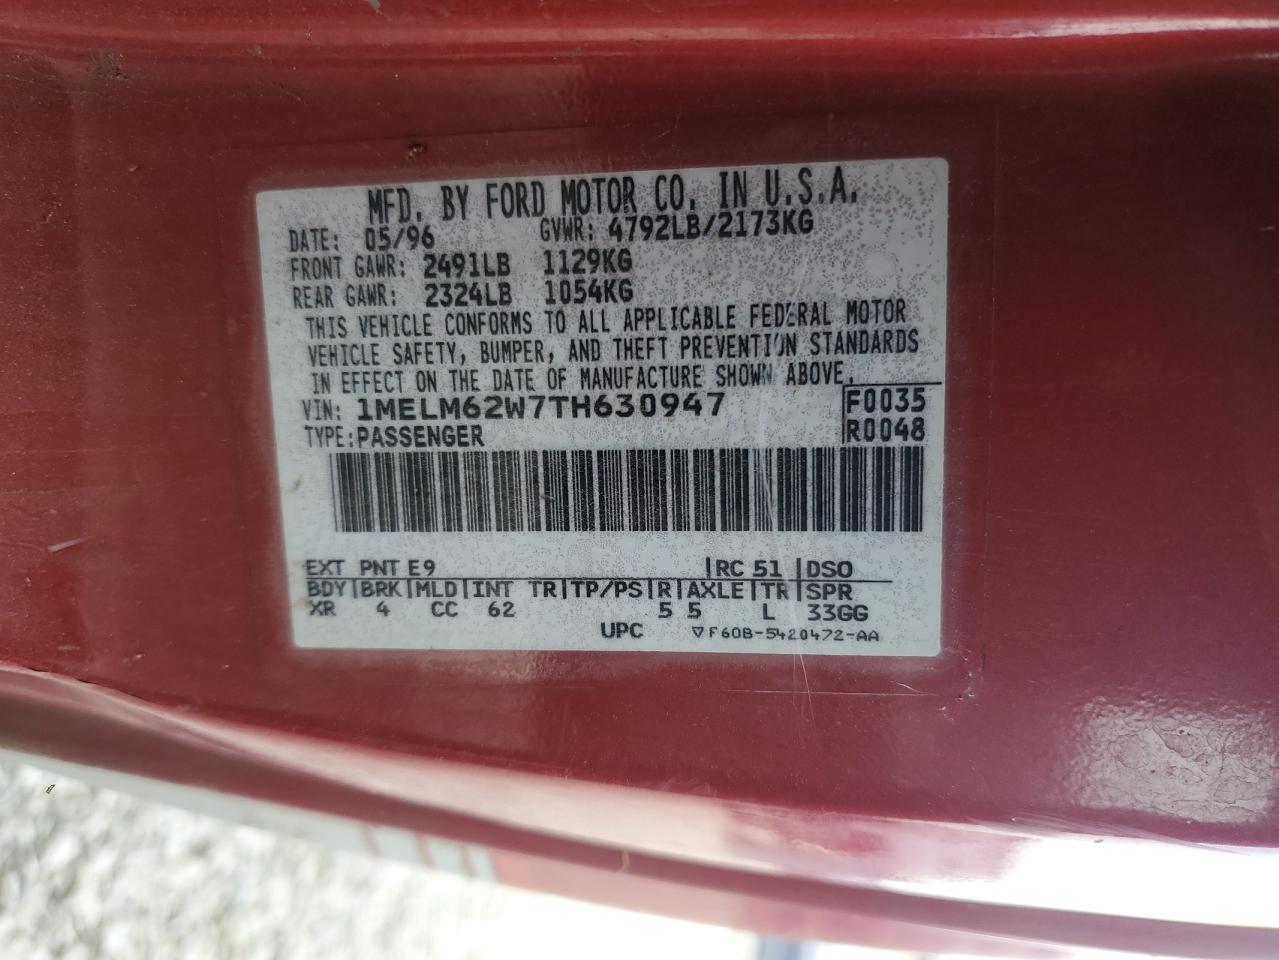 MFD. BY FORD MOTOR CO. IN U.S.A.
DATE: 05/96 GVWR: 4792LB/2173KG
FRONT GAWR: 2491LB 1129KG
REAR GAWR: 2324LB 1054KG
THIS VEHICLE CONFORMS TO ALL APPLICABLE FEDERAL MOTOR
VEHICLE SAFETY, BUMPER, AND THEFT PREVENTION STANDARDS
IN EFFECT ON THE DATE OF MANUFACTURE SHOWN ABOVE.
VIN: 1MELM62W7TH630947 F0035
TYPE: PASSENGER R0048
EXT PNT E9 |RC 51 |DSO
BDY|BRK|MLD|INT TR|TP/PS|R|AXLE|TR|SPR
XR 4 CC 62 5 5 L 33GG
UPC ▽F60B-5420472-AA